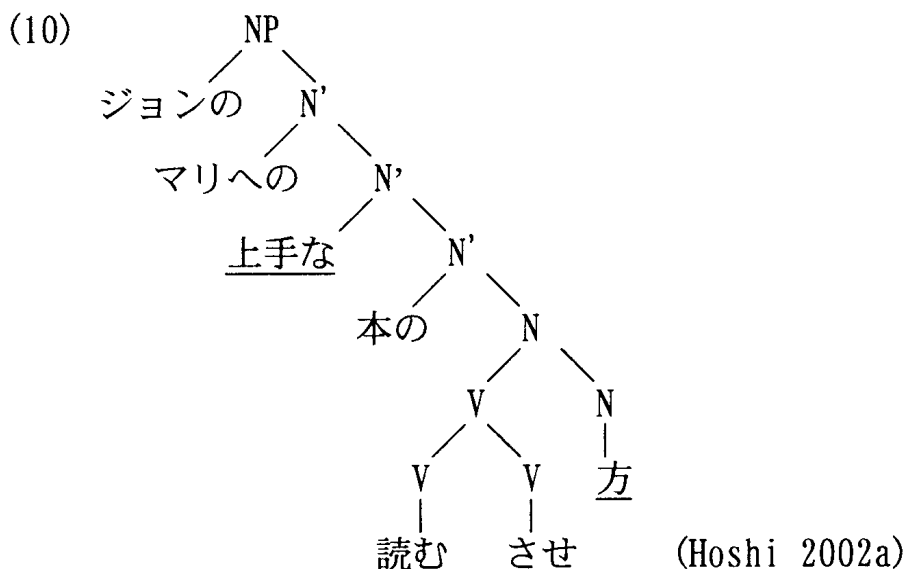 (10) NP
ジョンの N'
マリへの N'
上手な N'
本の N
V N
V V 方
読む させ (Hoshi 2002a)